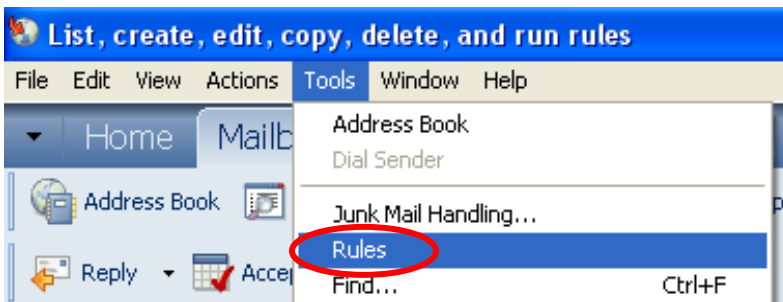 List, create, edit, copy, delete, and run rules
File Edit View Actions Tools Window Help
Home Mailb
Address Book
Dial Sender
Address Book
Junk Mail Handling...
Rules
Reply Accep
Find... Ctrl+F